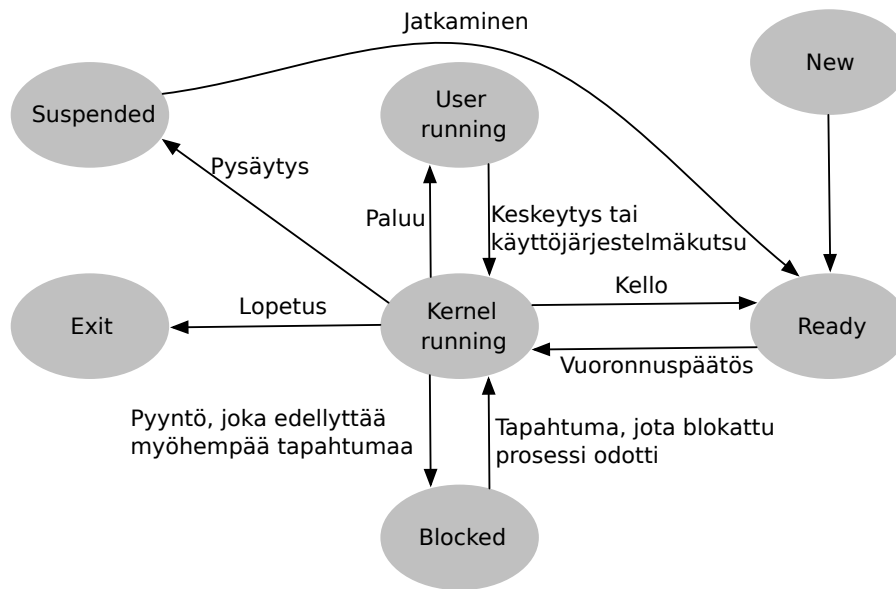 Jatkaminen
New
Suspended
User
running
Pysäytys
Paluu
Keskeytys tai
käyttöjärjestelmäkutsu
Kello
Lopetus
Exit
Kernel
running
Ready
Vuoronnuspäätös
Pyyntö, joka edellyttää
myöhempää tapahtumaa
Tapahtuma, jota blokattu
prosessi odotti
Blocked